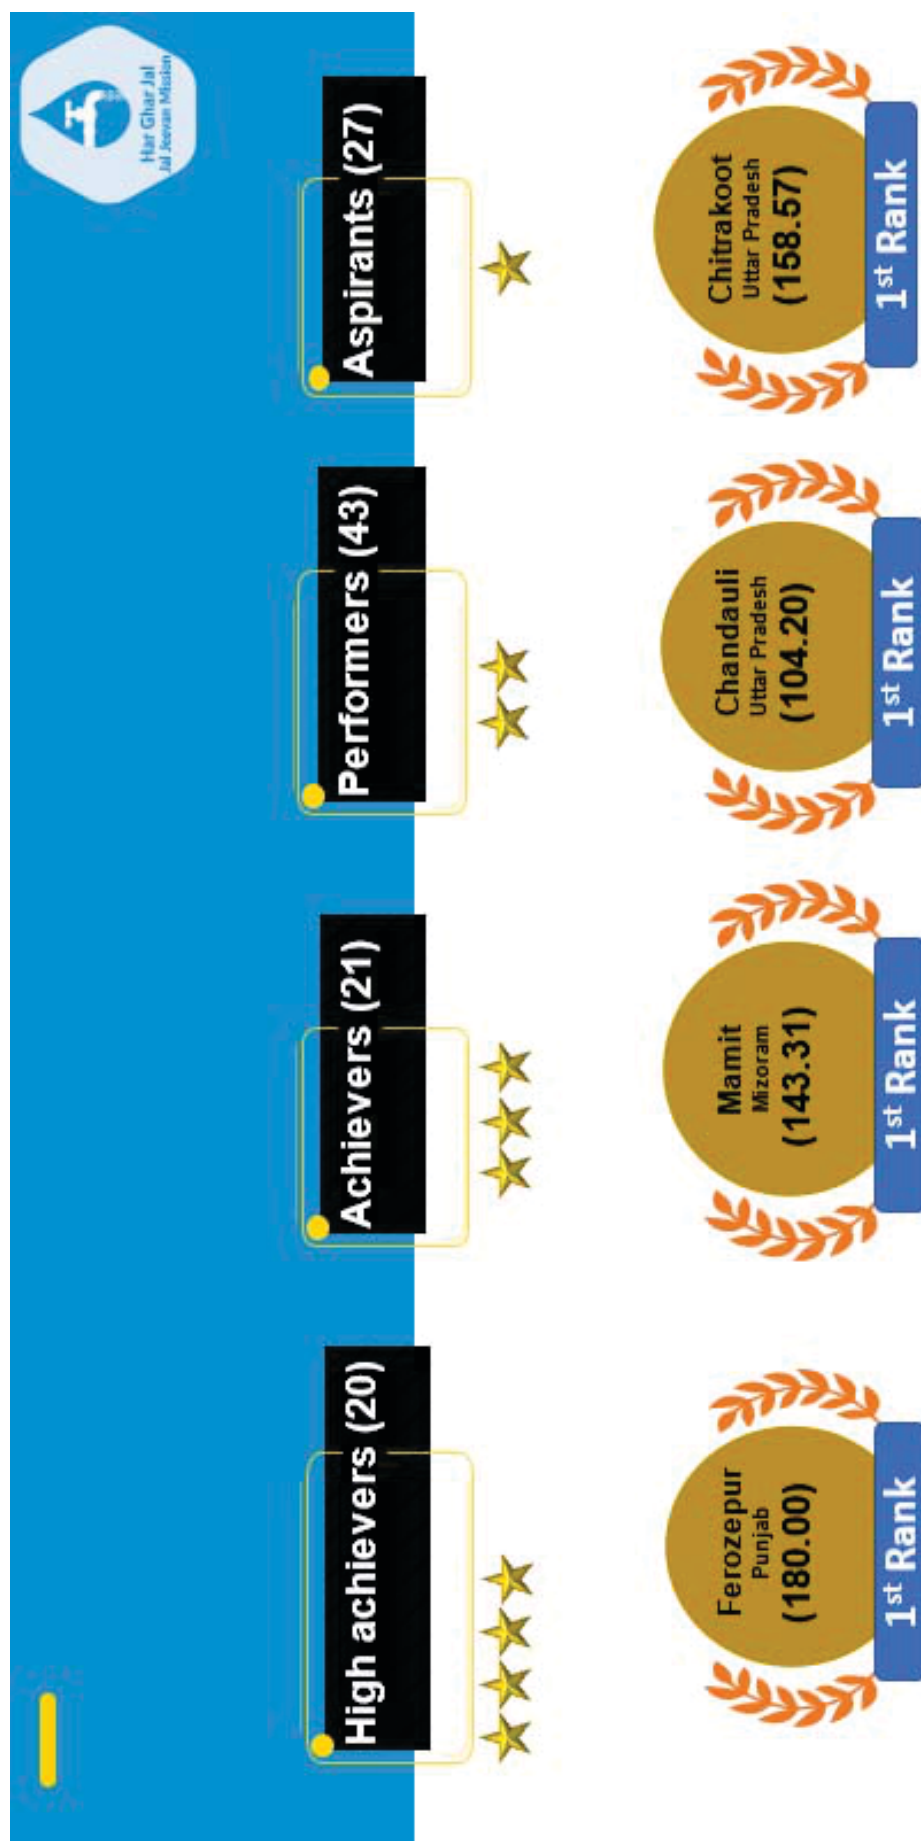 Har Ghar Jal
Jal Jeevan Mission
High achievers (20)
Achievers (21)
Performers (43)
Aspirants (27)
Ferozepur
Punjab
(180.00)
1st Rank
Mamit
Mizoram
(143.31)
1st Rank
Chandauli
Uttar Pradesh
(104.20)
1st Rank
Chitrakoot
Uttar Pradesh
(158.57)
1st Rank